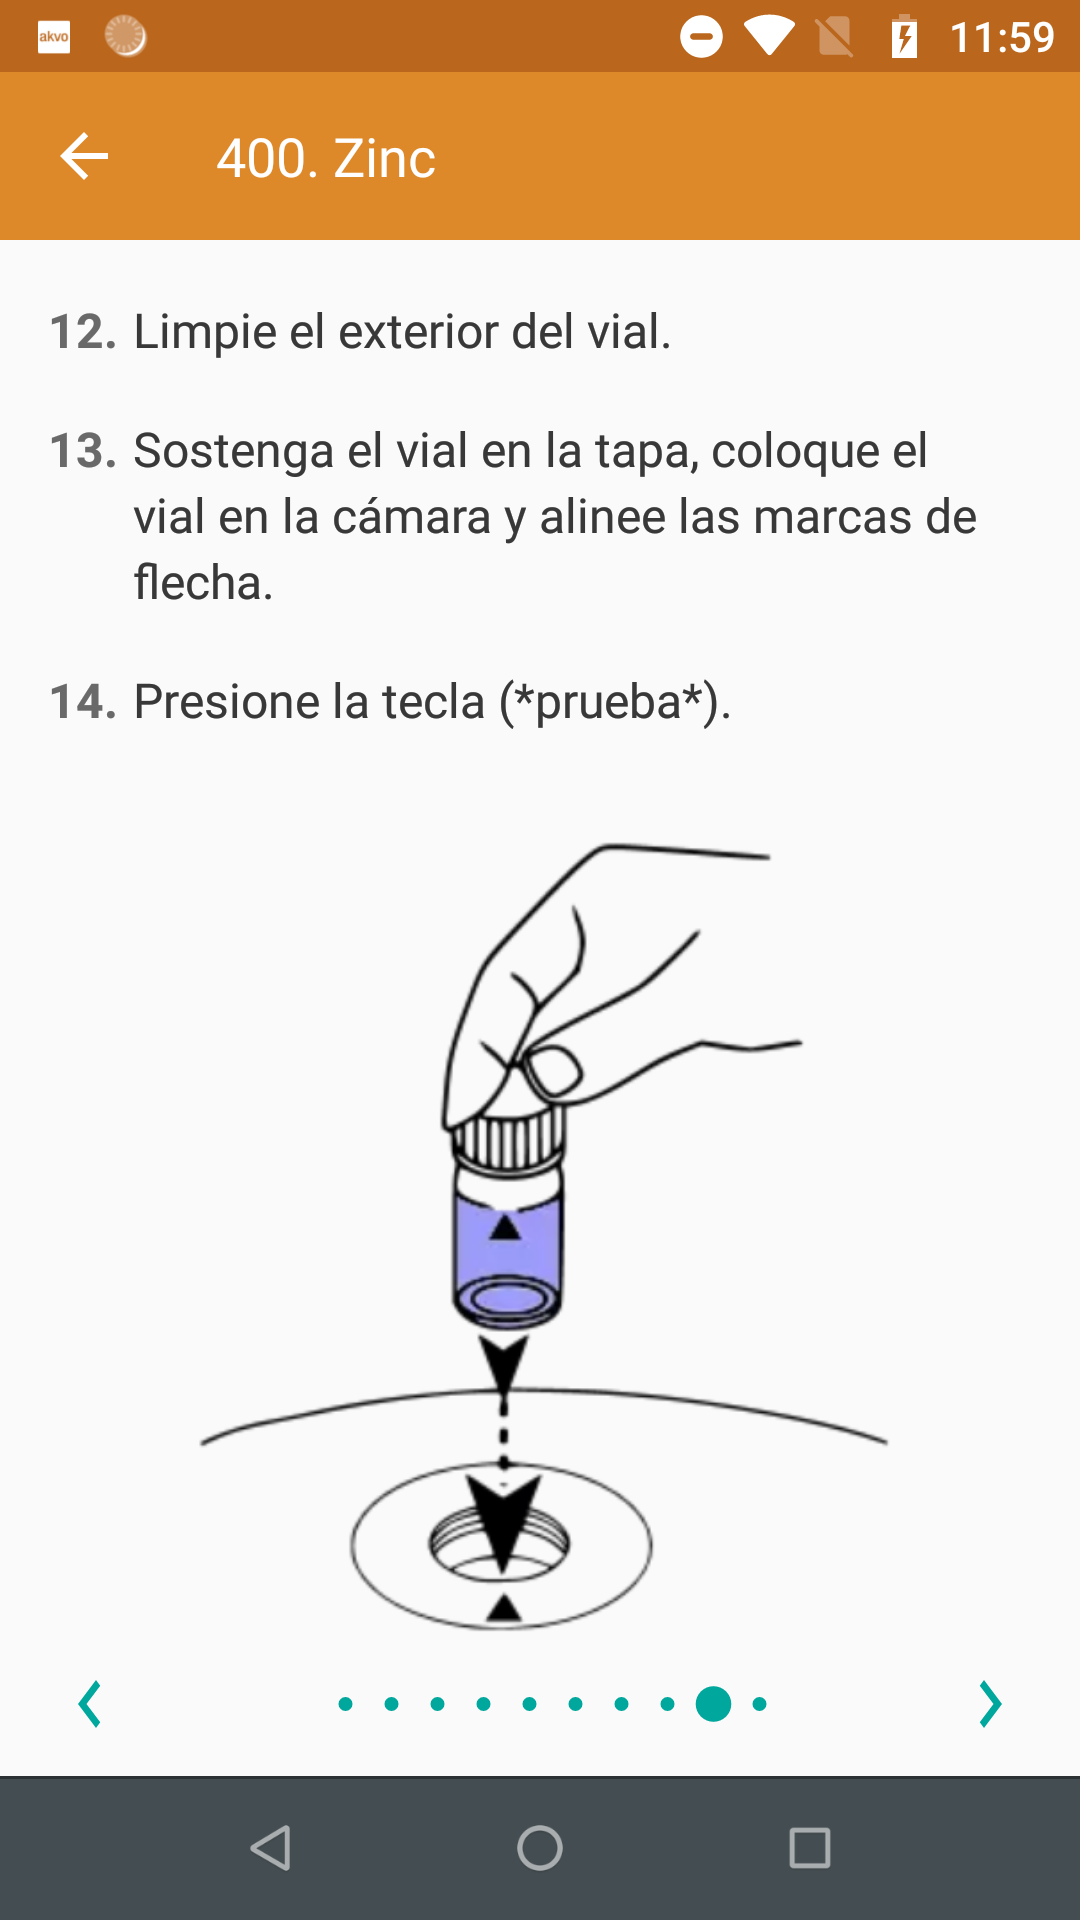 akvo
11:59
400. Zinc
12. Limpie el exterior del vial.
13. Sostenga el vial en la tapa, coloque el
vial en la cámara y alinee las marcas de
flecha.
14. Presione la tecla (*prueba*).